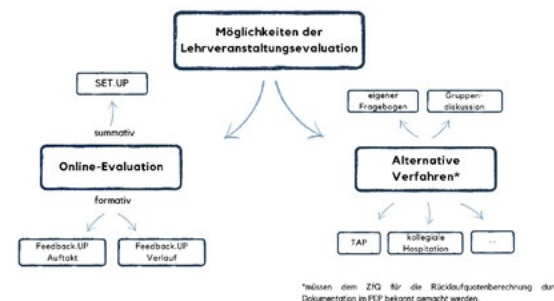 Möglichkeiten der
Lehrveranstaltungsevaluation
SET.UP
summativ
Online-Evaluation
formativ
Feedback.UP
Auftakt
Feedback.UP
Verlauf
eigener
Fragebogen
Gruppen-
diskussion
Alternative
Verfahren*
TAP
kollegiale
Hospitation
...
*müssen dem ZfQ für die Rücklaufquotenberechnung dur
Dokumentation im PEP bekannt gemacht werden.